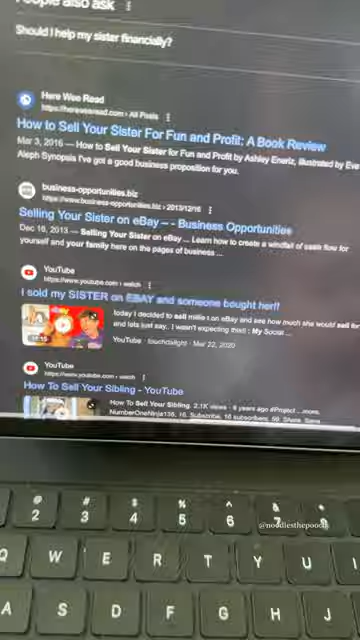 People also ask
Should I help my sister financially?
Here Wee Read
https://hereweeread.com › All Posts
How to Sell Your Sister For Fun and Profit: A Book Review
Mar 3, 2016 — How to Sell Your Sister for Fun and Profit by Ashley Enariz, illustrated by Eve
Aleph Synopsis I've got a good business proposition for you.
business-opportunities.biz
https://www.business-opportunities.biz › 2013/12/16
Selling Your Sister on eBay – - Business Opportunities
Dec 16, 2013 — Selling Your Sister on eBay ... Learn how to create a windfall of cash flow for
yourself and your family here on the pages of business ...
YouTube
https://www.youtube.com › watch
I sold my SISTER on EBAY and someone bought her!!
today I decided to sell millie t on eBay and see how much she would sell for
and lots just say.. I wasn't expecting this!! : My Social ...
YouTube · touchdalight · Mar 22, 2020
YouTube
https://www.youtube.com › watch
How To Sell Your Sibling - YouTube
How To Sell Your Sibling. 2.1K views · 6 years ago #Project ...more.
NumberOneNinja136. 16. Subscribe. 16 subscribers. 99. Share. Save
@ # $ % ^ & *
2 3 4 5 6 7 8
@noodlesthepooch
Q W E R T Y U I
A S D F G H J